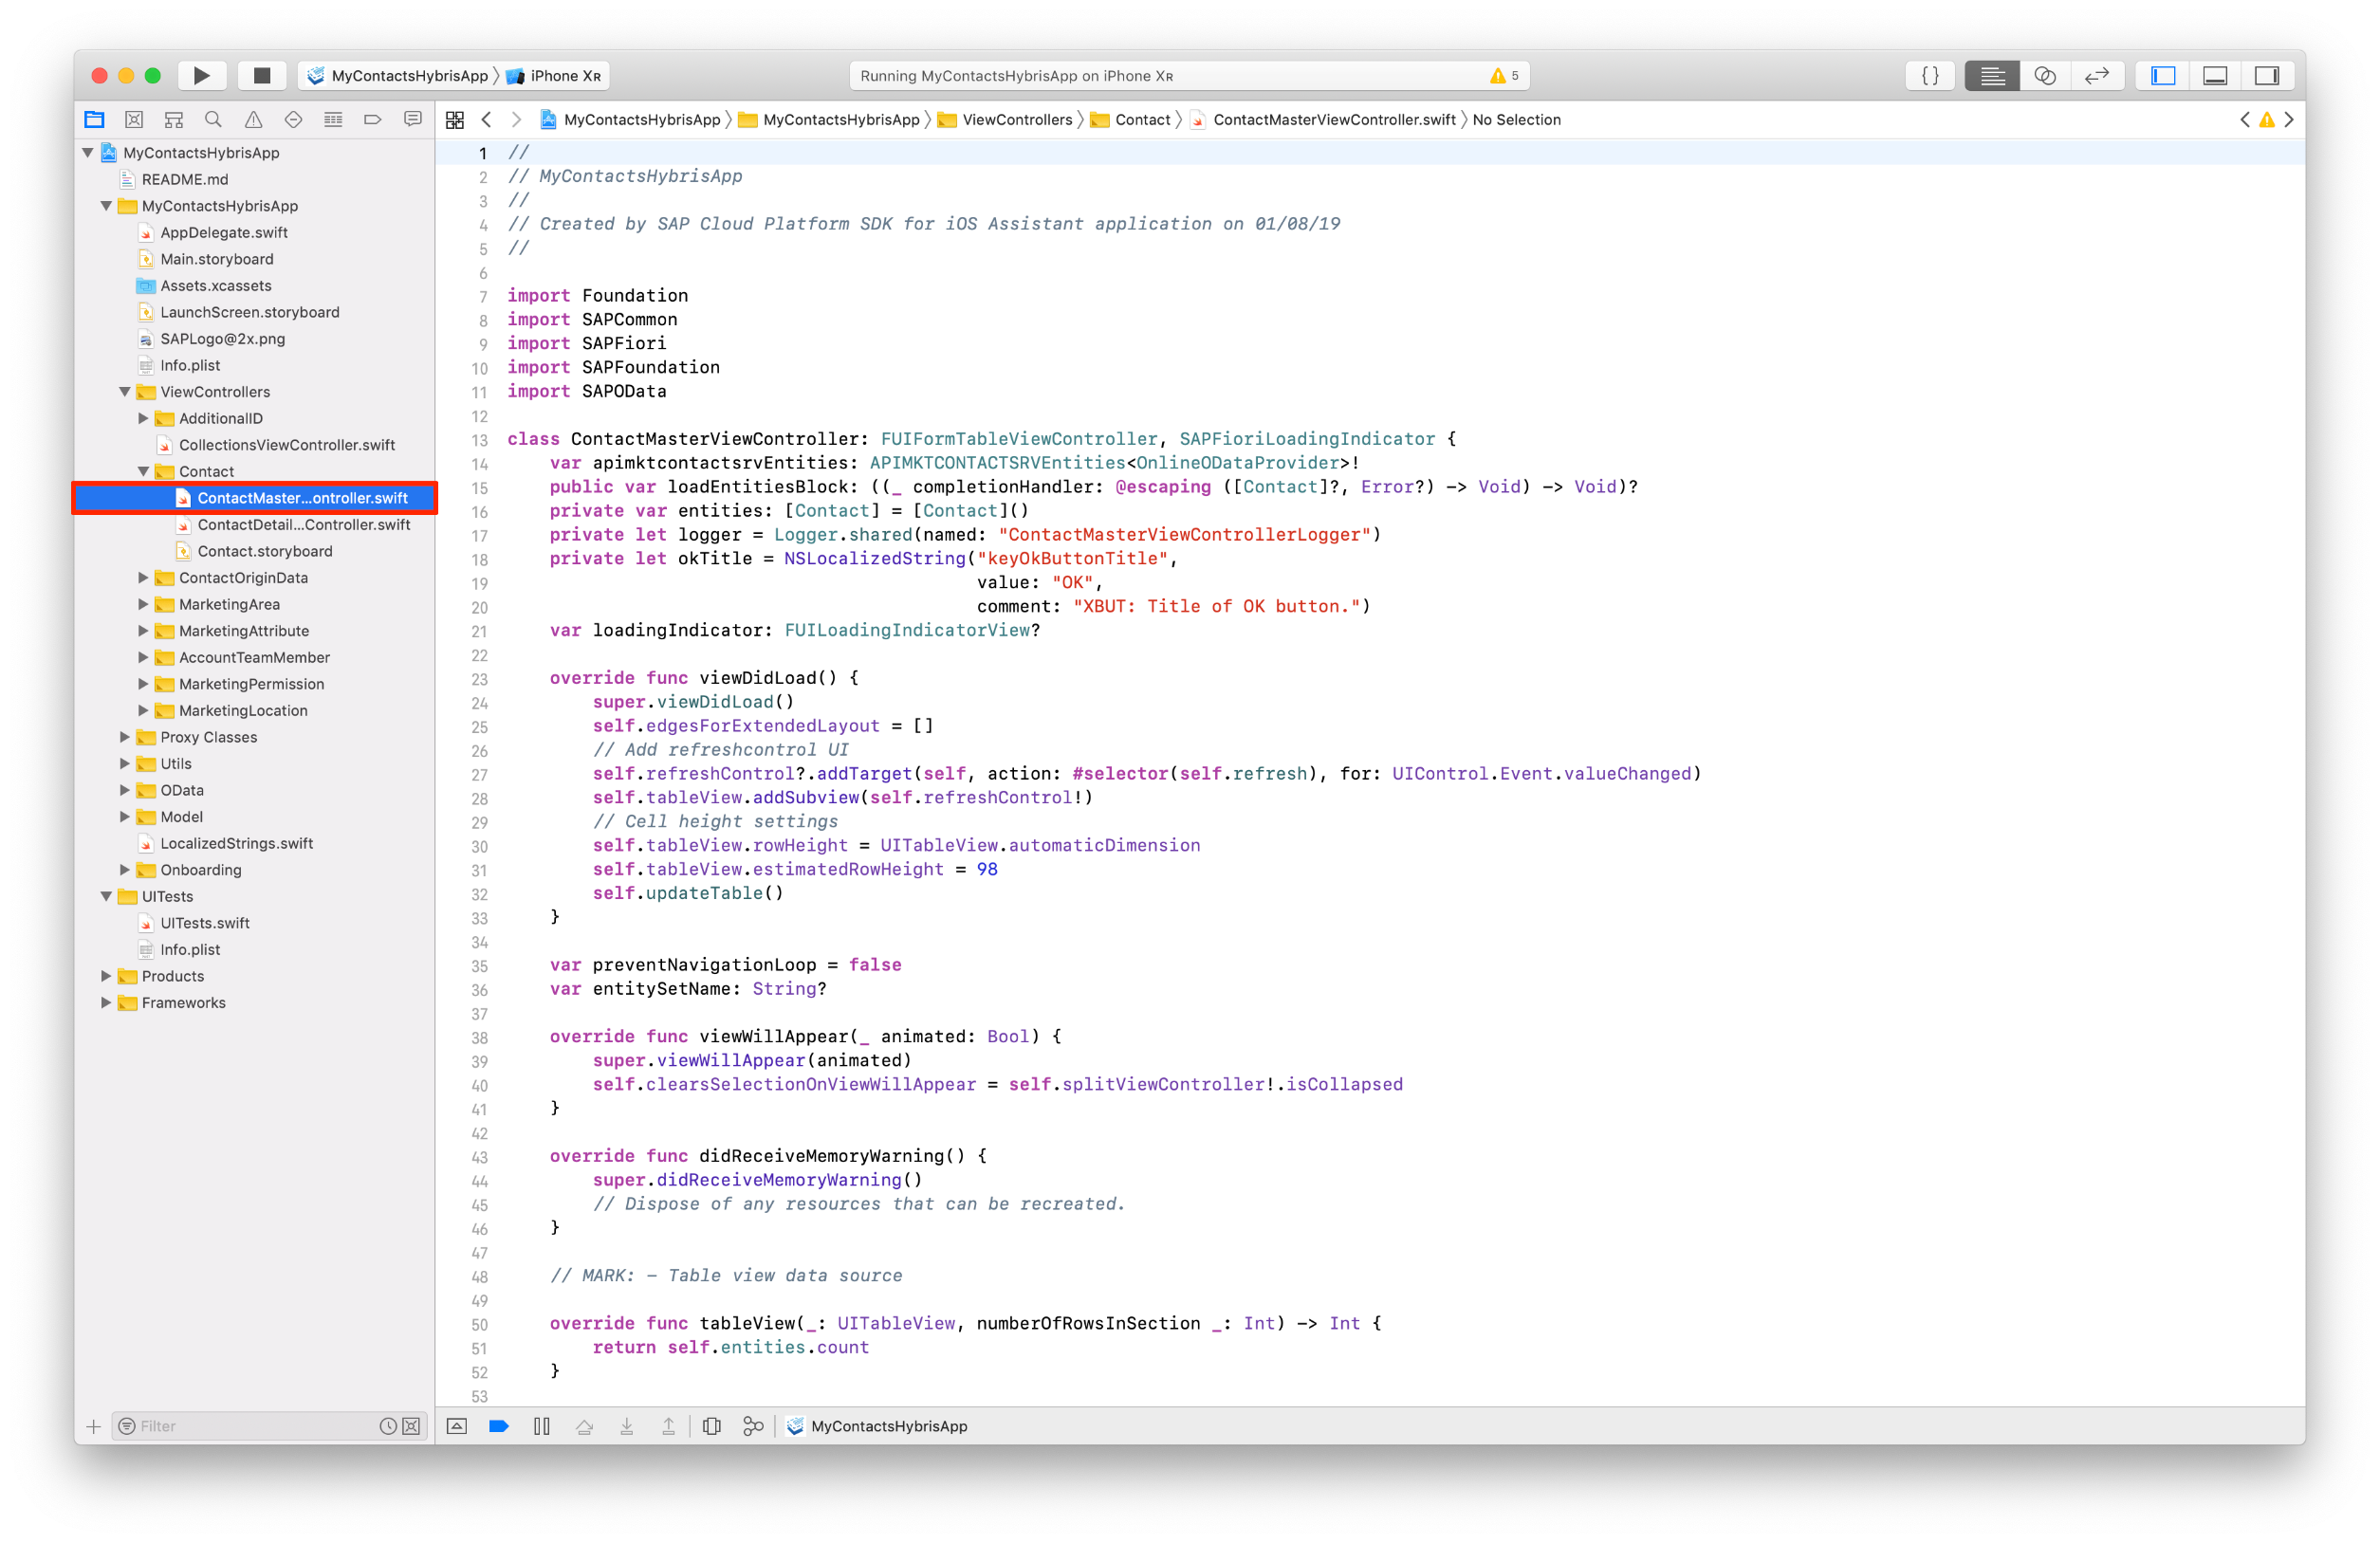 MyContactsHybrisApp 〉 iPhone Xʀ
Running MyContactsHybrisApp on iPhone Xʀ
5
{ }
MyContactsHybrisApp 〉 MyContactsHybrisApp 〉 ViewControllers 〉 Contact 〉 ContactMasterViewController.swift 〉 No Selection
MyContactsHybrisApp
README.md
MyContactsHybrisApp
AppDelegate.swift
Main.storyboard
Assets.xcassets
LaunchScreen.storyboard
SAPLogo@2x.png
Info.plist
ViewControllers
AdditionalID
CollectionsViewController.swift
Contact
ContactMaster...ontroller.swift
ContactDetail...Controller.swift
Contact.storyboard
ContactOriginData
MarketingArea
MarketingAttribute
AccountTeamMember
MarketingPermission
MarketingLocation
Proxy Classes
Utils
OData
Model
LocalizedStrings.swift
Onboarding
UITests
UITests.swift
Info.plist
Products
Frameworks
Filter
1 //
2 // MyContactsHybrisApp
3 //
4 // Created by SAP Cloud Platform SDK for iOS Assistant application on 01/08/19
5 //
6
7 import Foundation
8 import SAPCommon
9 import SAPFiori
10 import SAPFoundation
11 import SAPOData
12
13 class ContactMasterViewController: FUIFormTableViewController, SAPFioriLoadingIndicator {
14 var apimktcontactsrvEntities: APIMKTCONTACTSRVEntities<OnlineODataProvider>!
15 public var loadEntitiesBlock: ((_ completionHandler: @escaping ([Contact]?, Error?) -> Void) -> Void)?
16 private var entities: [Contact] = [Contact]()
17 private let logger = Logger.shared(named: "ContactMasterViewControllerLogger")
18 private let okTitle = NSLocalizedString("keyOkButtonTitle",
19 value: "OK",
20 comment: "XBUT: Title of OK button.")
21 var loadingIndicator: FUILoadingIndicatorView?
22
23 override func viewDidLoad() {
24 super.viewDidLoad()
25 self.edgesForExtendedLayout = []
26 // Add refreshcontrol UI
27 self.refreshControl?.addTarget(self, action: #selector(self.refresh), for: UIControl.Event.valueChanged)
28 self.tableView.addSubview(self.refreshControl!)
29 // Cell height settings
30 self.tableView.rowHeight = UITableView.automaticDimension
31 self.tableView.estimatedRowHeight = 98
32 self.updateTable()
33 }
34
35 var preventNavigationLoop = false
36 var entitySetName: String?
37
38 override func viewWillAppear(_ animated: Bool) {
39 super.viewWillAppear(animated)
40 self.clearsSelectionOnViewWillAppear = self.splitViewController!.isCollapsed
41 }
42
43 override func didReceiveMemoryWarning() {
44 super.didReceiveMemoryWarning()
45 // Dispose of any resources that can be recreated.
46 }
47
48 // MARK: - Table view data source
49
50 override func tableView(_: UITableView, numberOfRowsInSection _: Int) -> Int {
51 return self.entities.count
52 }
53
MyContactsHybrisApp